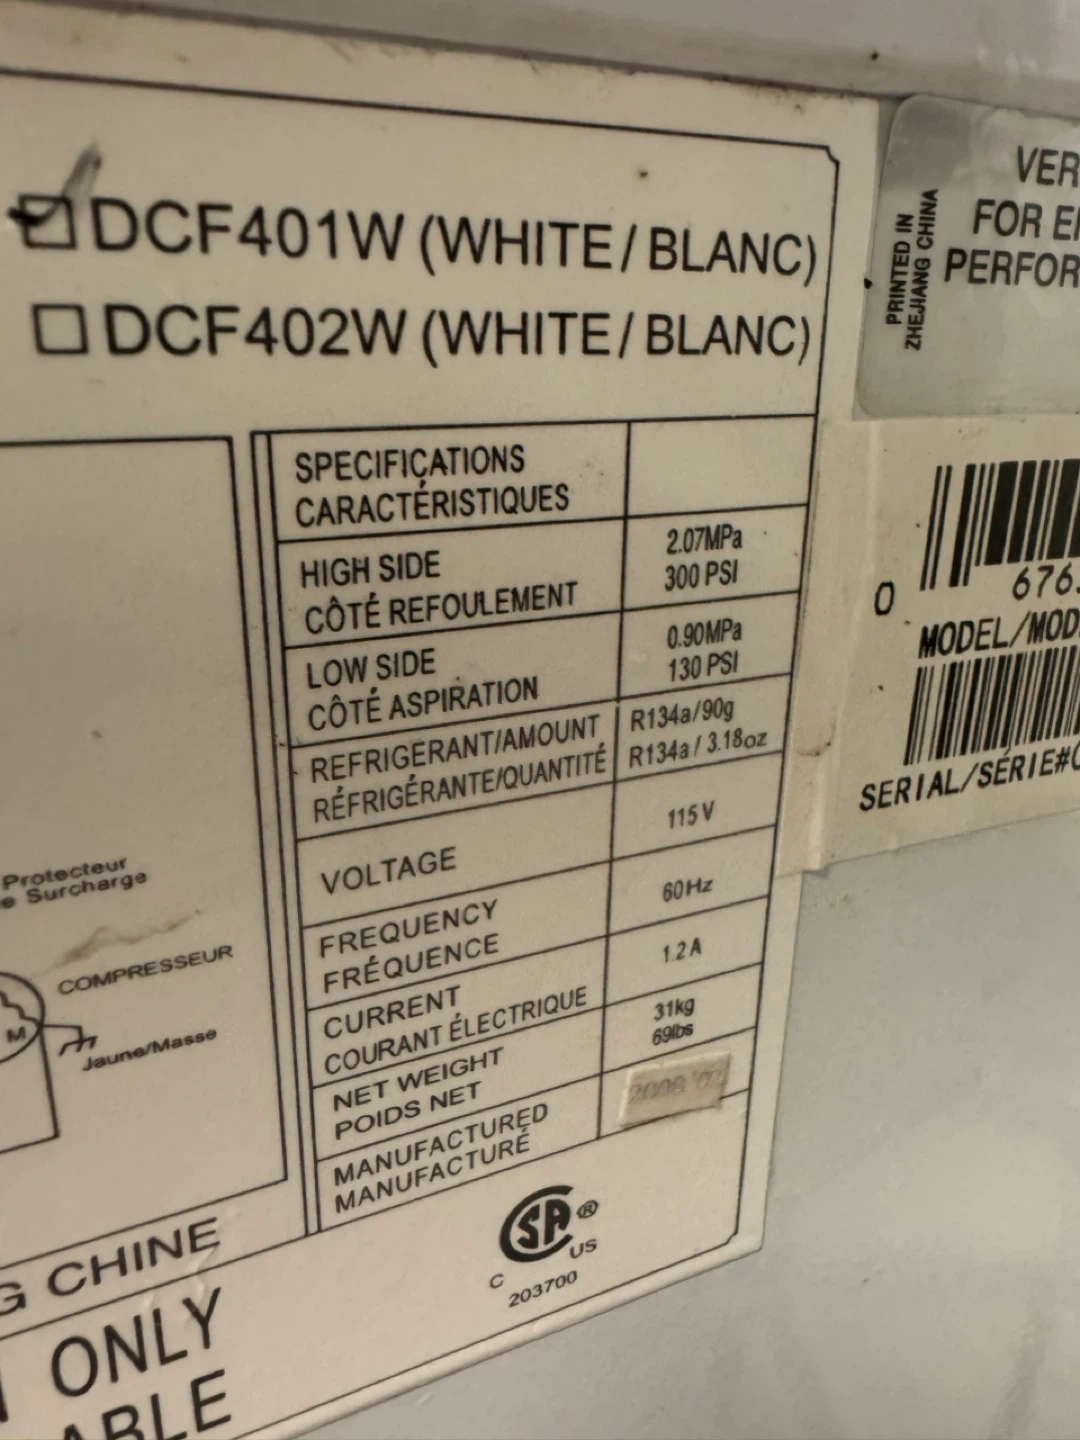 DCF401W (WHITE/BLANC)
DCF402W (WHITE/BLANC)
SPECIFICATIONS
CARACTÉRISTIQUES
HIGH SIDE
CÔTÉ REFOULEMENT
2.07MPa
300 PSI
LOW SIDE
CÔTÉ ASPIRATION
0.90MPa
130 PSI
REFRIGERANT/AMOUNT
RÉFRIGÉRANTE/QUANTITÉ
R134a/90g
R134a / 3.18oz
VOLTAGE
115 V
FREQUENCY
FRÉQUENCE
60Hz
CURRENT
COURANT ÉLECTRIQUE
1.2 A
NET WEIGHT
POIDS NET
31kg
69lbs
MANUFACTURED
MANUFACTURÉ
Protecteur
Surcharge
COMPRESSEUR
M
Jaune/Masse
CHINE
ONLY
SA ®
C US
203700
PRINTED IN
ZHEJIANG CHINA
VER
FOR
PERFOR
0
676
MODEL/MOD
SERIAL/SÉRIE#